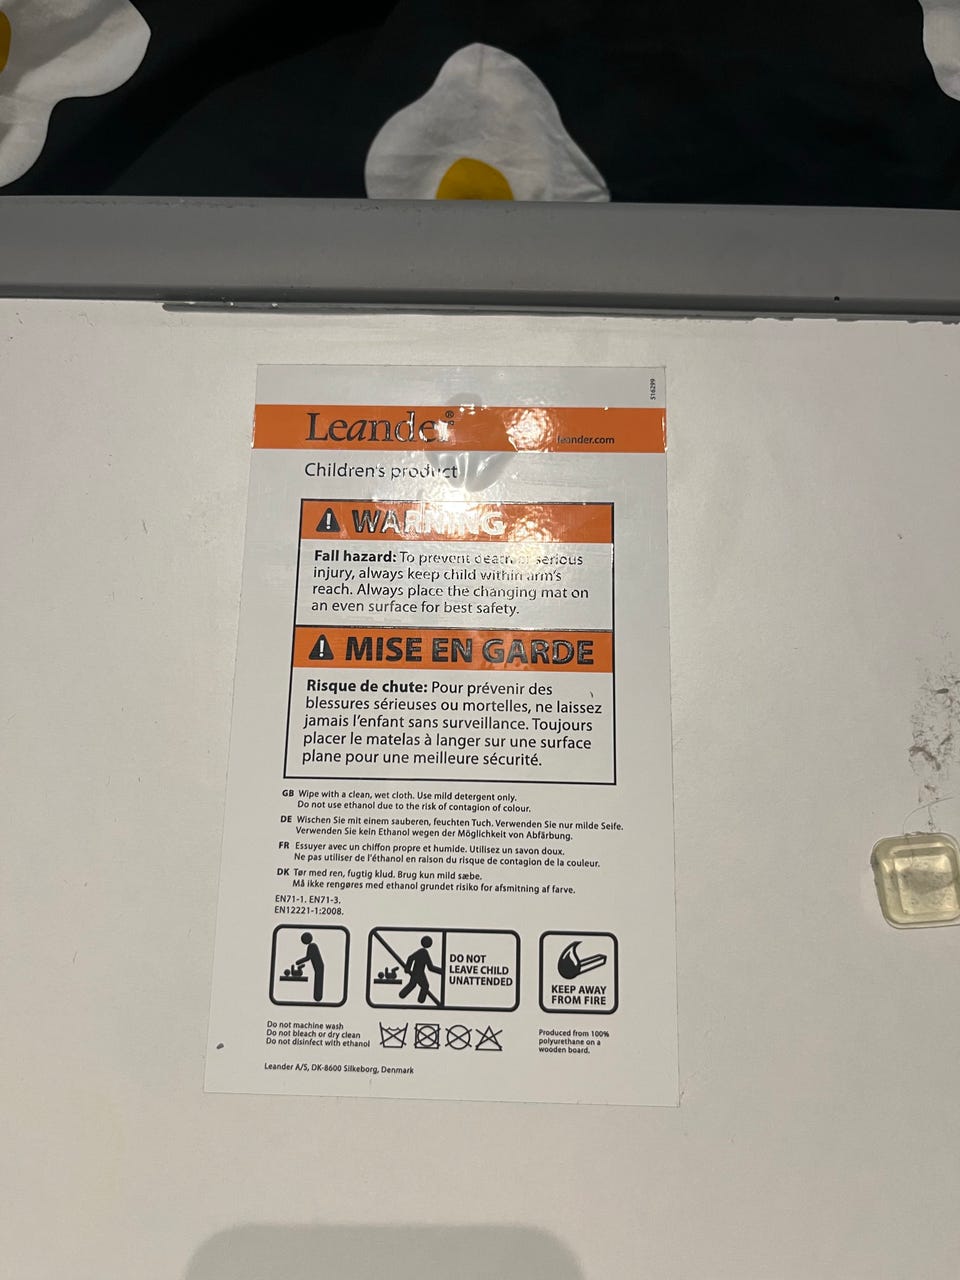 516299
Leander®
leander.com
Children's product
WARNING
Fall hazard: To prevent death or serious
injury, always keep child within arm's
reach. Always place the changing mat on
an even surface for best safety.
MISE EN GARDE
Risque de chute: Pour prévenir des
blessures sérieuses ou mortelles, ne laissez
jamais l'enfant sans surveillance. Toujours
placer le matelas à langer sur une surface
plane pour une meilleure sécurité.
GB Wipe with a clean, wet cloth. Use mild detergent only.
Do not use ethanol due to the risk of contagion of colour.
DE Wischen Sie mit einem sauberen, feuchten Tuch. Verwenden Sie nur milde Seife.
Verwenden Sie kein Ethanol wegen der Möglichkeit von Abfärbung.
FR Essuyer avec un chiffon propre et humide. Utilisez un savon doux.
Ne pas utiliser de l'éthanol en raison du risque de contagion de la couleur.
DK Tør med ren, fugtig klud. Brug kun mild sæbe.
Må ikke rengøres med ethanol grundet risiko for afsmitning af farve.
EN71-1. EN71-3.
EN12221-1:2008.
DO NOT
LEAVE CHILD
UNATTENDED
KEEP AWAY
FROM FIRE
Do not machine wash
Do not bleach or dry clean
Do not disinfect with ethanol
Produced from 100%
polyurethane on a
wooden board.
Leander A/S, DK-8600 Silkeborg, Denmark